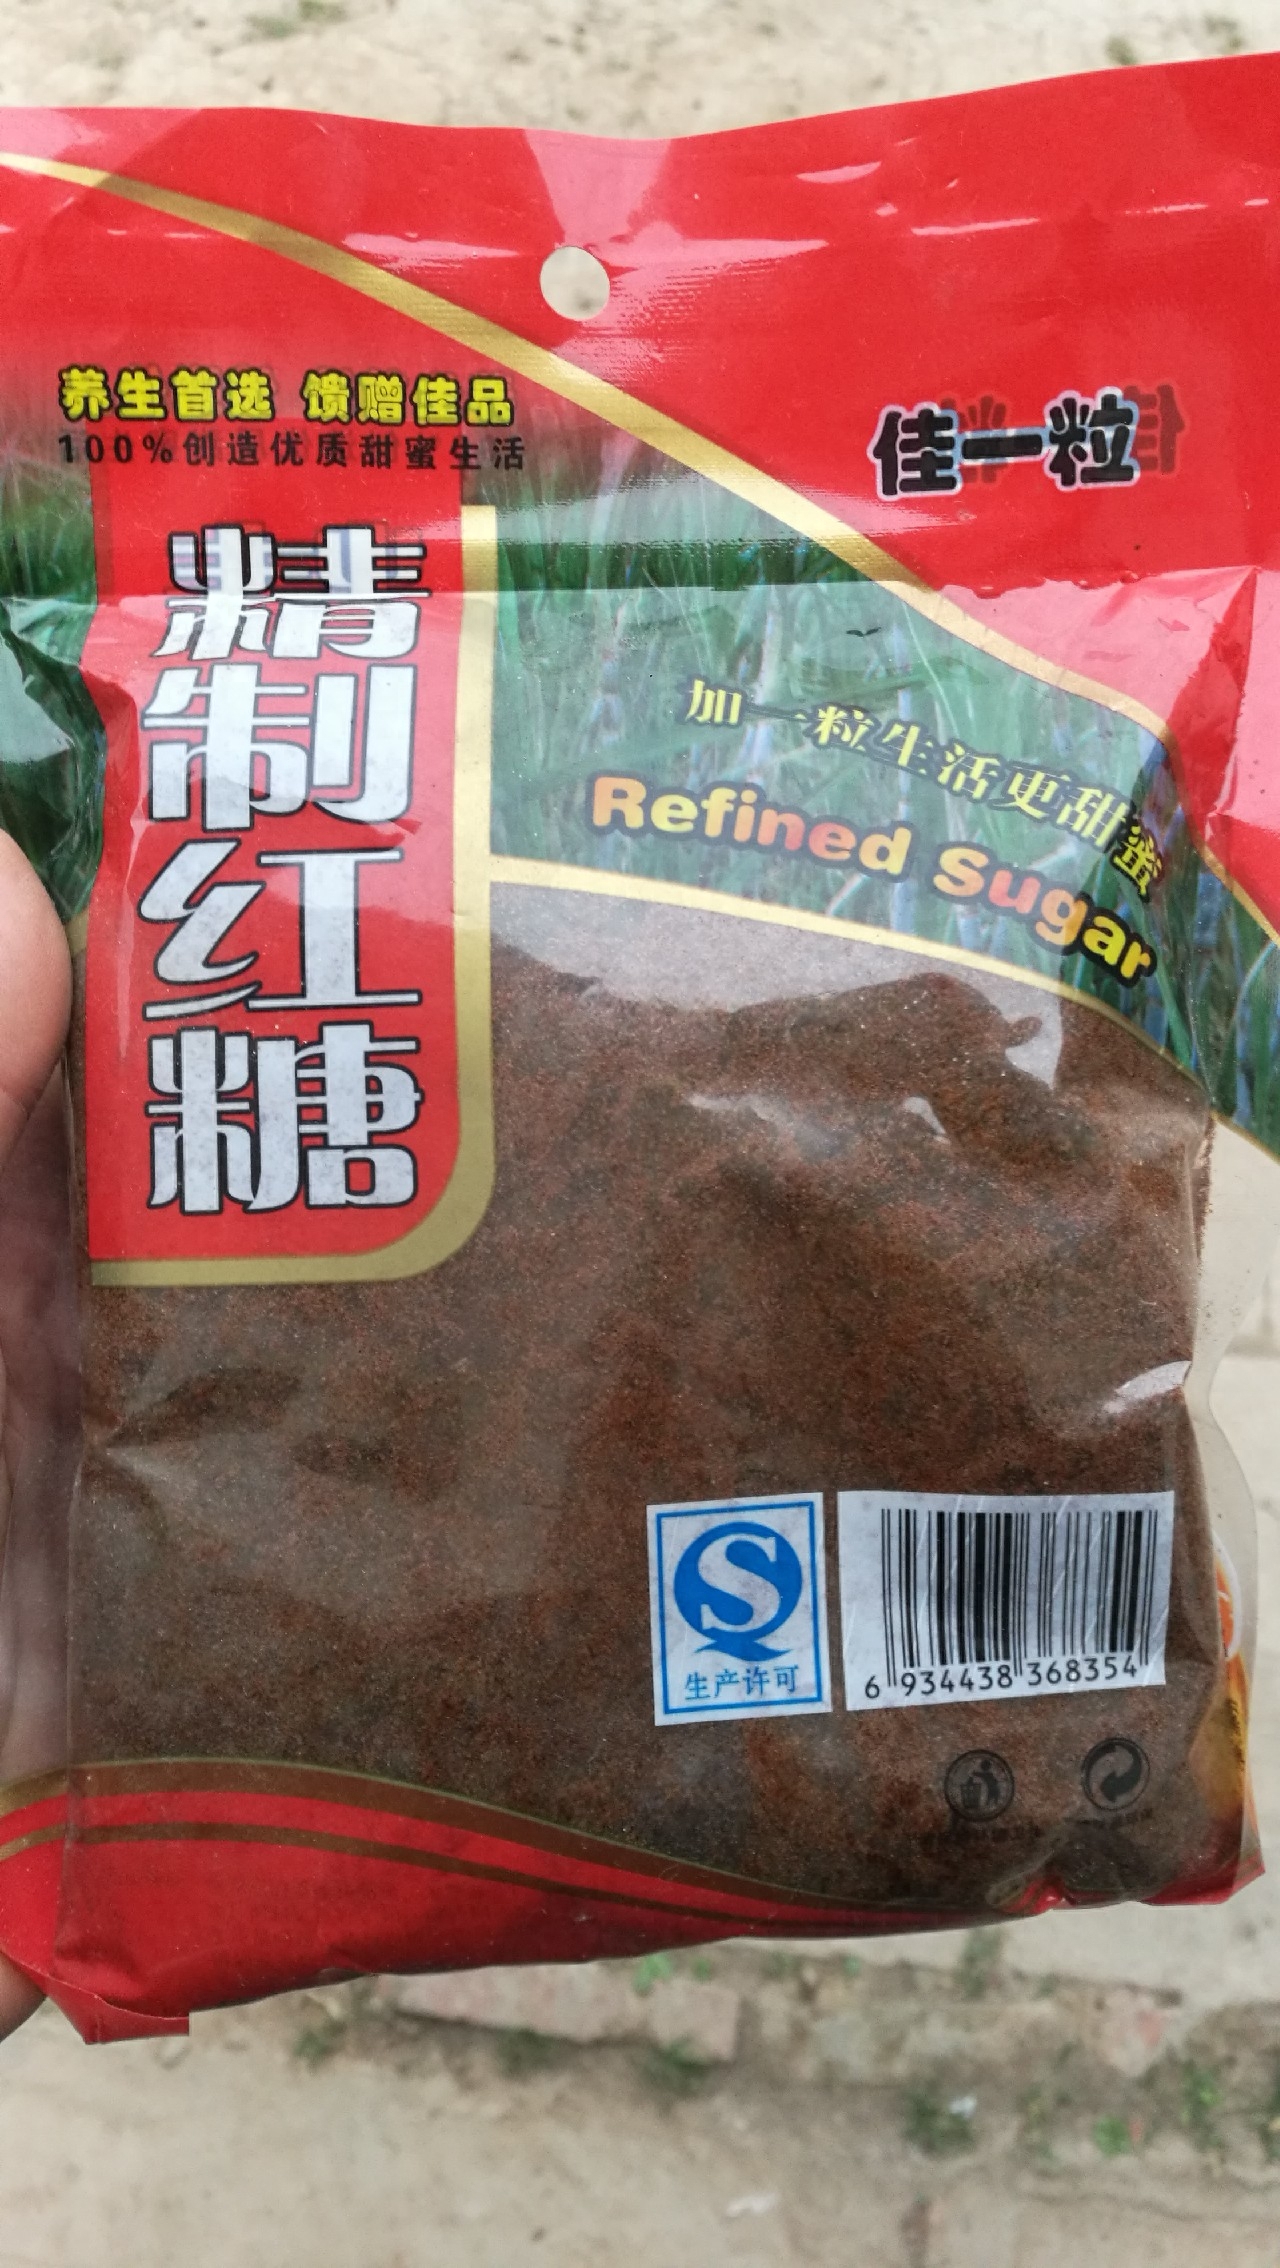 养生首选 馈赠佳品
100%创造优质甜蜜生活
佳一粒
精制红糖
加一粒生活更甜蜜
Refined Sugar
生产许可
6 934438 368354